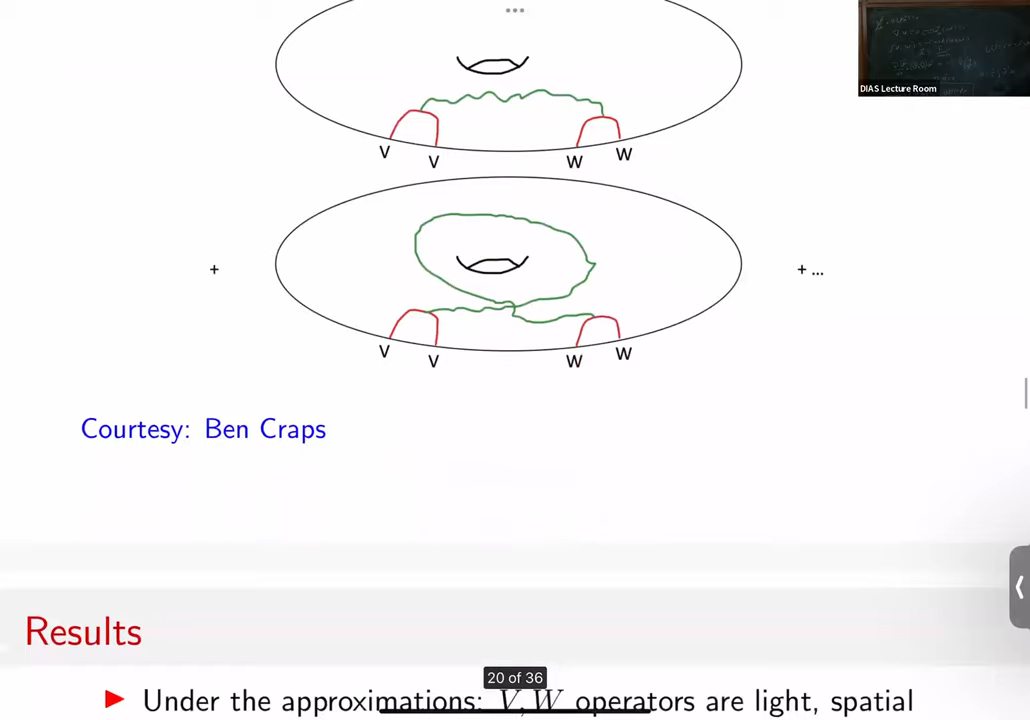 DIAS Lecture Room
V V W W
+ + ...
V V W W
Courtesy: Ben Craps
Results
20 of 36
Under the approximations: V, W operators are light, spatial